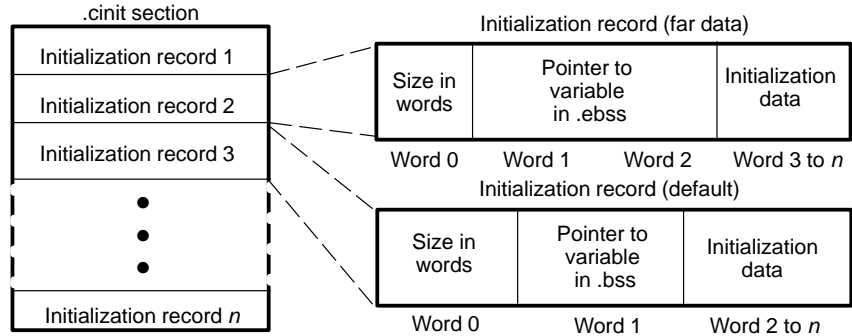 .cinit section
Initialization record 1
Initialization record 2
Initialization record 3
Initialization record n
Initialization record (far data)
Size in
words
Pointer to
variable
in .ebss
Initialization
data
Word 0 Word 1 Word 2 Word 3 to n
Initialization record (default)
Size in
words
Pointer to
variable
in .bss
Initialization
data
Word 0 Word 1 Word 2 to n